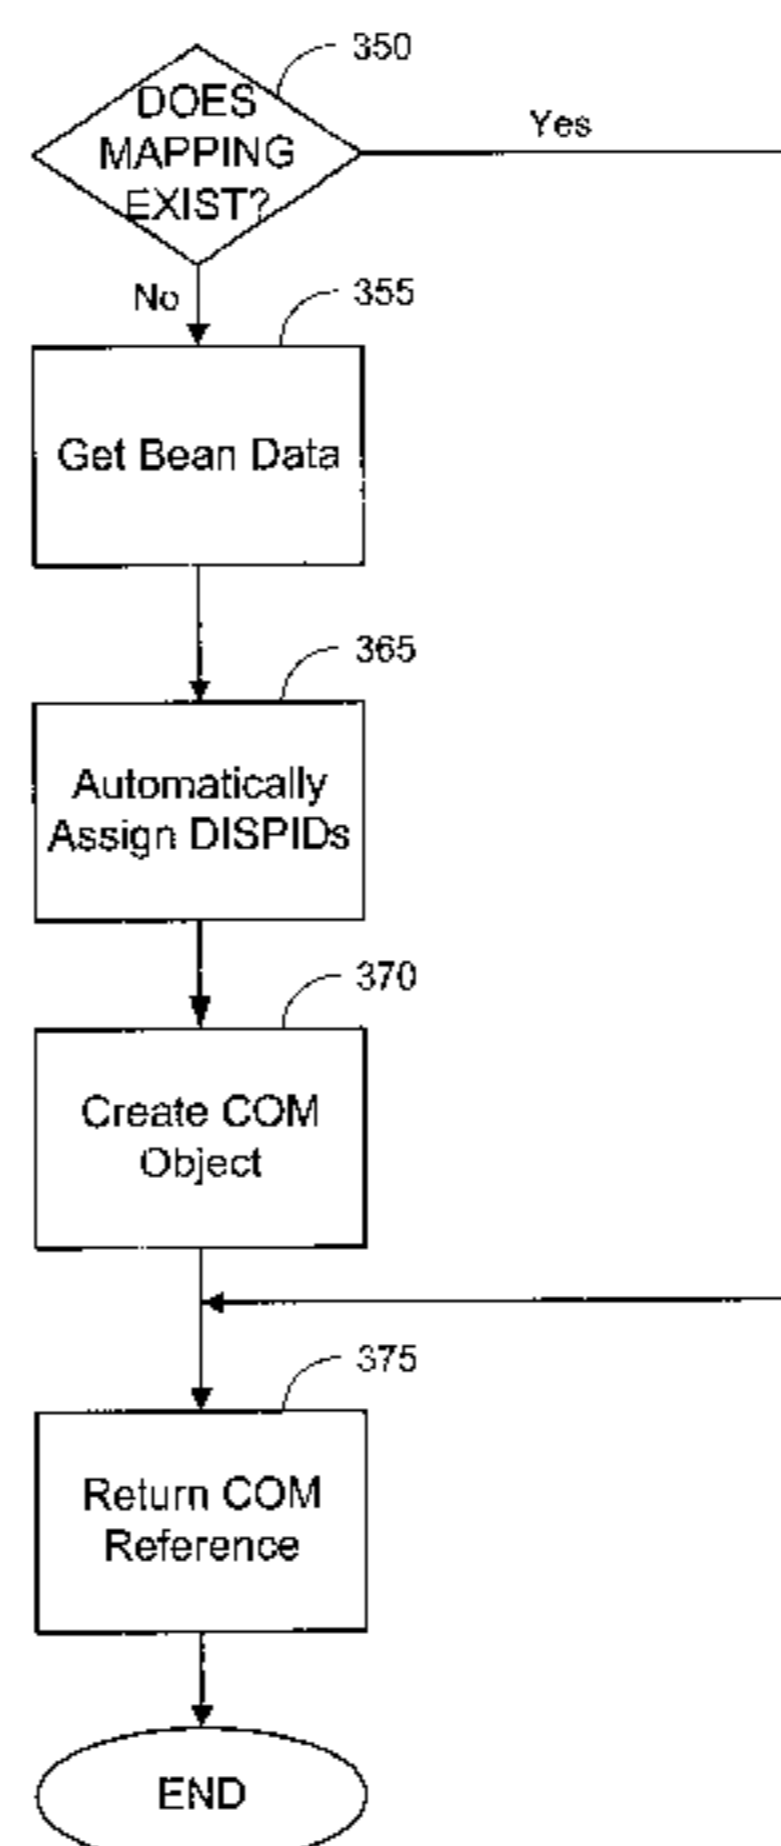 350
DOES
MAPPING
EXIST?
Yes
No
355
Get Bean Data
365
Automatically
Assign DISPIDs
370
Create COM
Object
375
Return COM
Reference
END